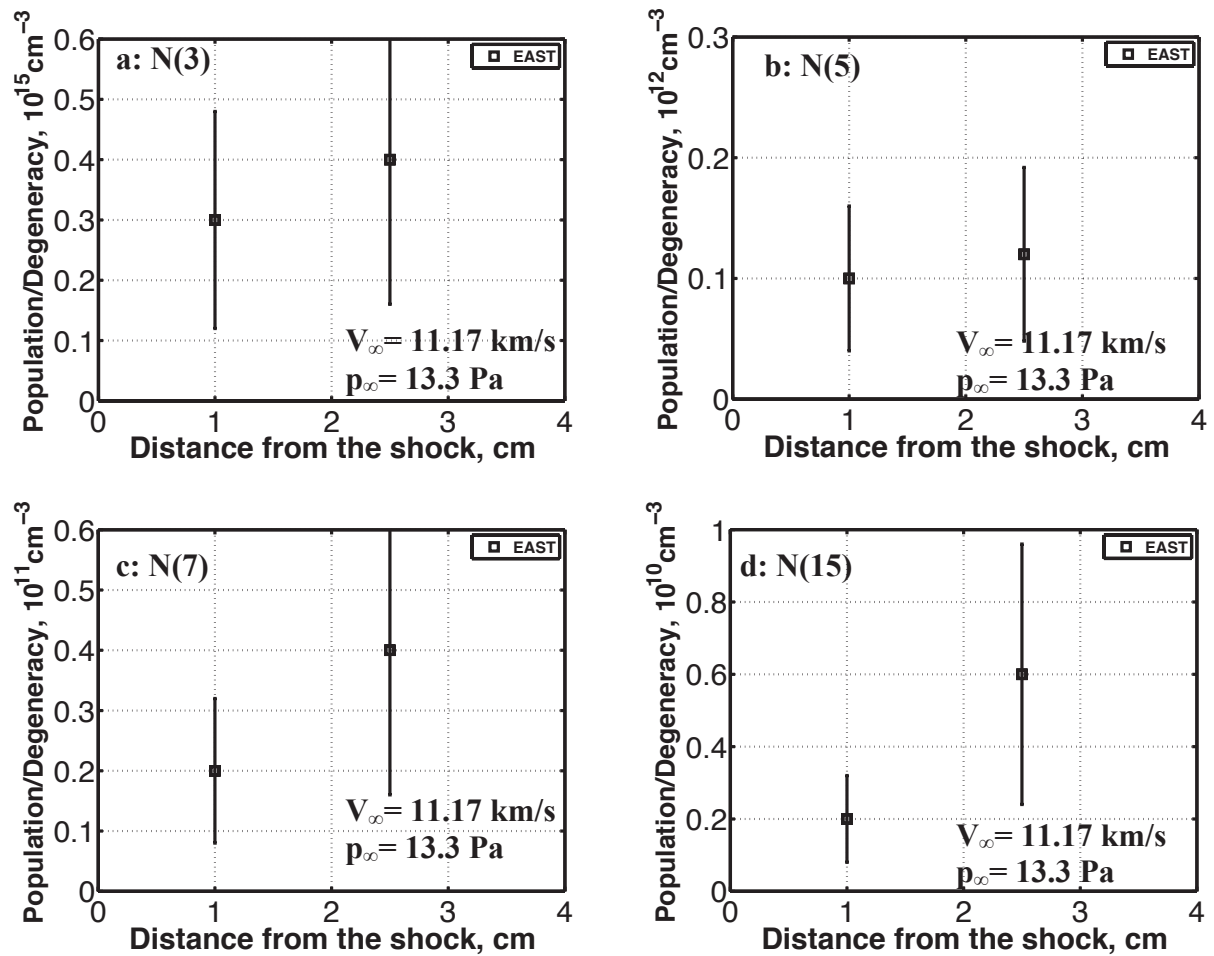 a: N(3)
EAST
Population/Degeneracy, 10¹⁵cm⁻³
0.6
0.5
0.4
0.3
0.2
0.1
0
V∞= 11.17 km/s
p∞= 13.3 Pa
0 1 2 3 4
Distance from the shock, cm
b: N(5)
EAST
Population/Degeneracy, 10¹²cm⁻³
0.3
0.2
0.1
0
V∞= 11.17 km/s
p∞= 13.3 Pa
0 1 2 3 4
Distance from the shock, cm
c: N(7)
EAST
Population/Degeneracy, 10¹¹cm⁻³
0.6
0.5
0.4
0.3
0.2
0.1
0
V∞= 11.17 km/s
p∞= 13.3 Pa
0 1 2 3 4
Distance from the shock, cm
d: N(15)
EAST
Population/Degeneracy, 10¹⁰cm⁻³
1
0.8
0.6
0.4
0.2
0
V∞= 11.17 km/s
p∞= 13.3 Pa
0 1 2 3 4
Distance from the shock, cm